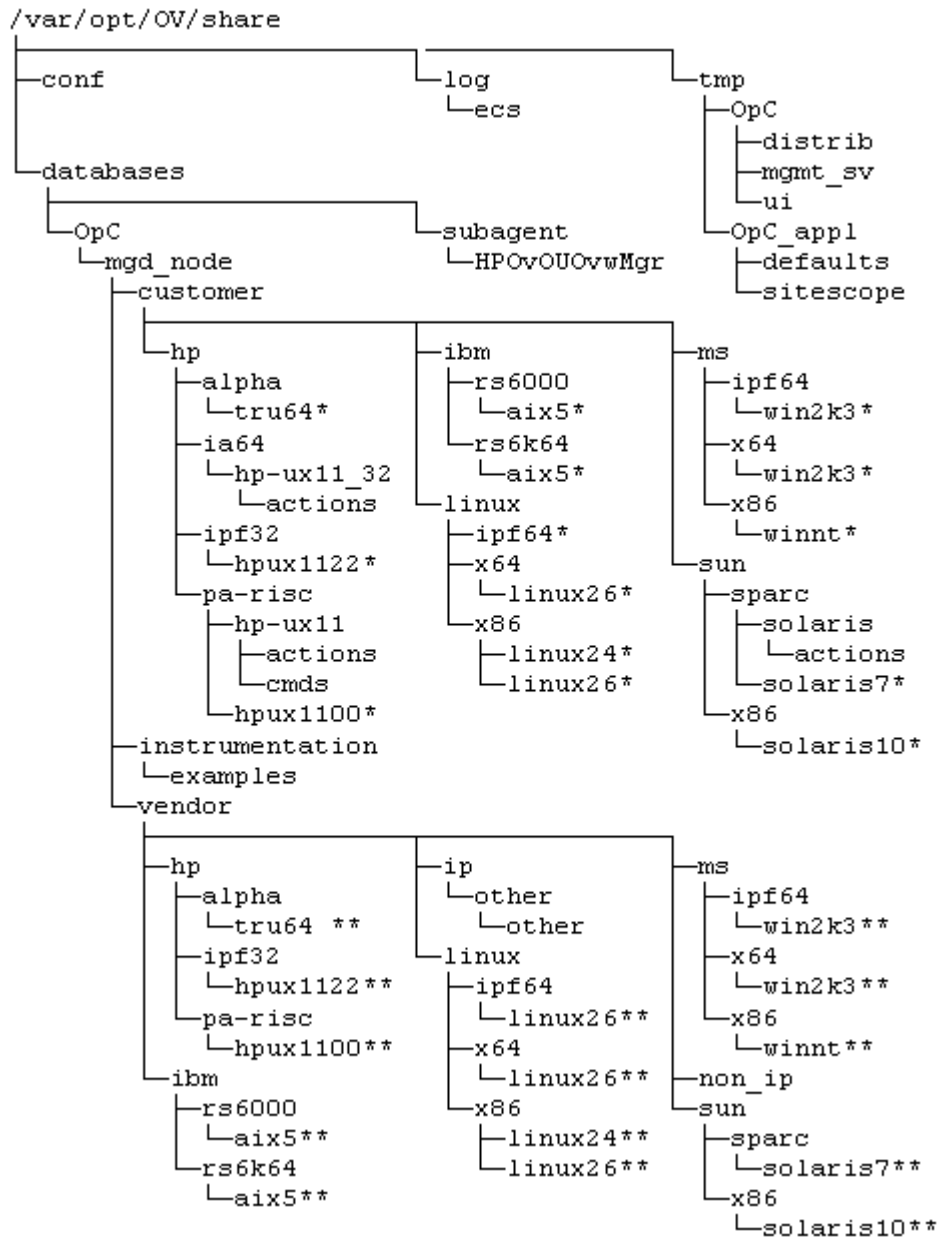 /var/opt/OV/share
conf log tmp
ecs OpC
distrib
databases mgmt_sv
ui
OpC subagent OpC_appl
mgd_node HPOvOUOvwMgr defaults
customer sitescope
hp ibm ms
alpha rs6000 ipf64
tru64* aix5* win2k3*
ia64 rs6k64 x64
hp-ux11_32 aix5* win2k3*
actions linux x86
ipf32 ipf64* winnt*
hpux1122* x64 sun
pa-risc linux26* sparc
hp-ux11 x86 solaris
actions linux24* actions
cmds linux26* solaris7*
hpux1100* x86
instrumentation solaris10*
examples
vendor
hp ip ms
alpha other ipf64
tru64 ** other win2k3**
ipf32 linux x64
hpux1122** ipf64 win2k3**
pa-risc linux26** x86
hpux1100** x64 winnt**
ibm linux26** non_ip
rs6000 x86 sun
aix5** linux24** sparc
rs6k64 linux26** solaris7**
aix5** x86
solaris10**